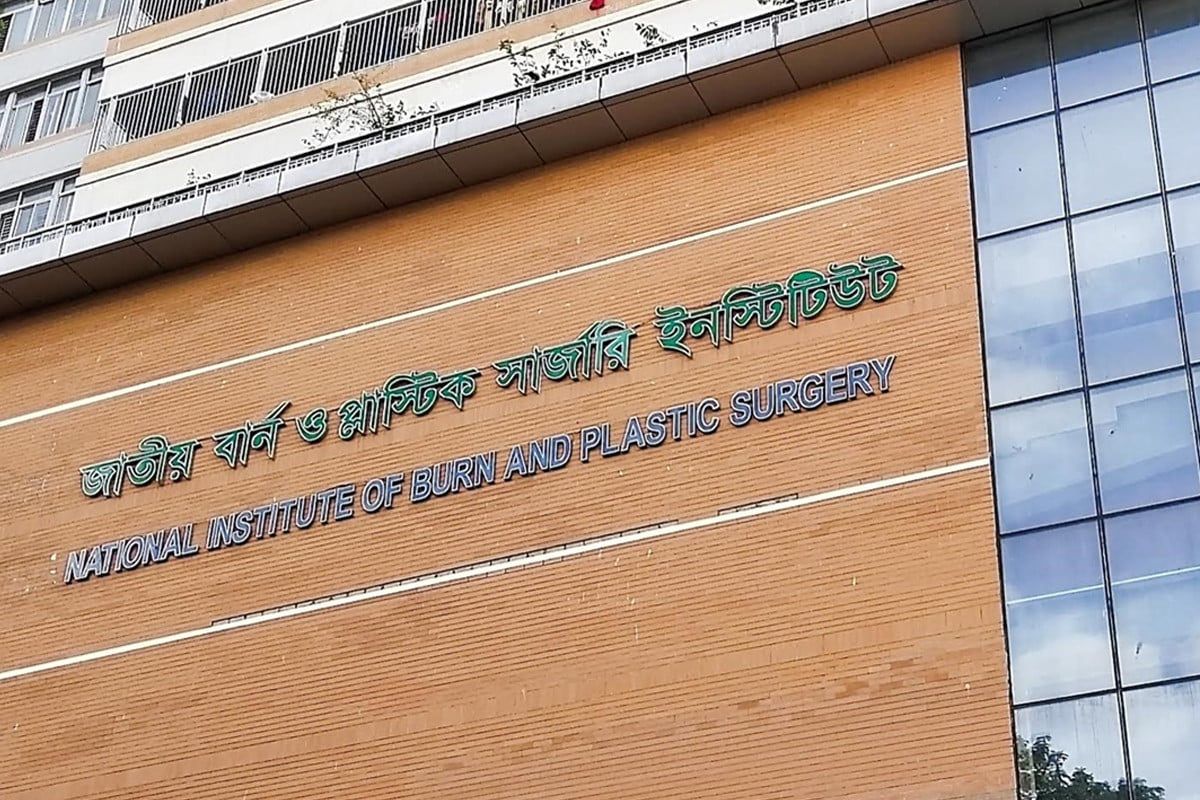 জাতীয় বার্ন ও প্লাস্টিক সার্জারি ইনস্টিটিউট
NATIONAL INSTITUTE OF BURN AND PLASTIC SURGERY